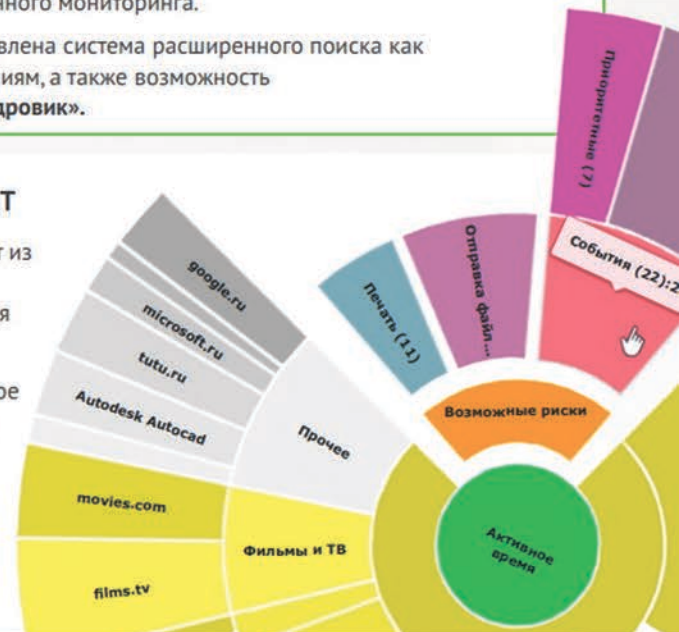 нного мониторинга.
влена система расширенного поиска как
иям, а также возможность
дровик».
Т
т из
я
ое
google.ru
microsoft.ru
tutu.ru
Autodesk Autocad
movies.com
films.tv
Прочее
Фильмы и ТВ
Печать (11)
Отправка файл...
Приоритетные (7)
События (22):2
Возможные риски
Активное
время